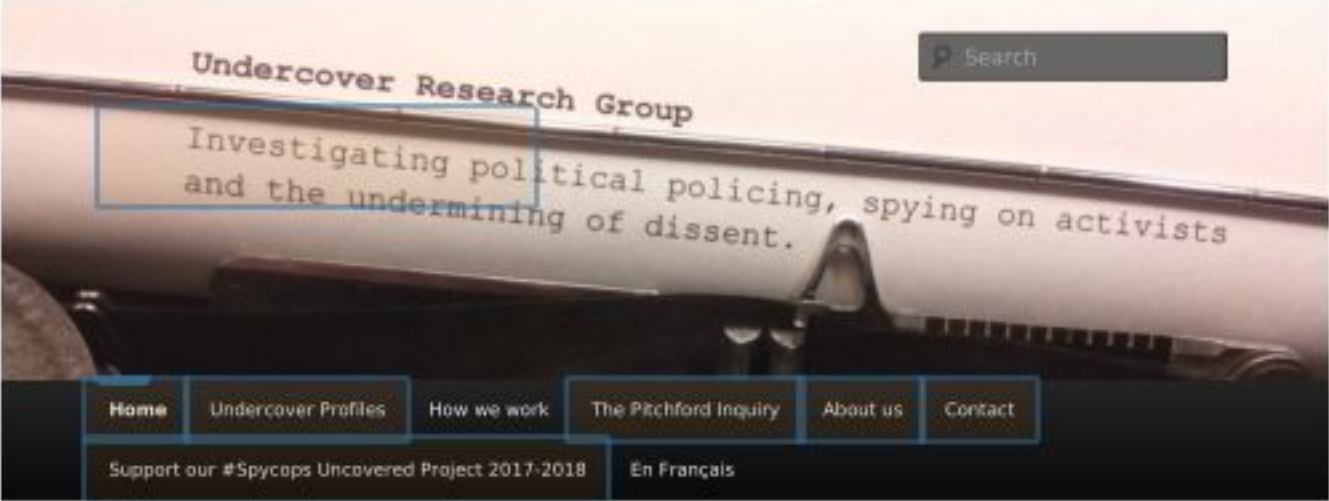 Search
Undercover Research Group
Investigating political policing, spying on activists
and the undermining of dissent.
Home Undercover Profiles How we work The Pitchford Inquiry About us Contact
Support our #Spycops Uncovered Project 2017-2018 En Français